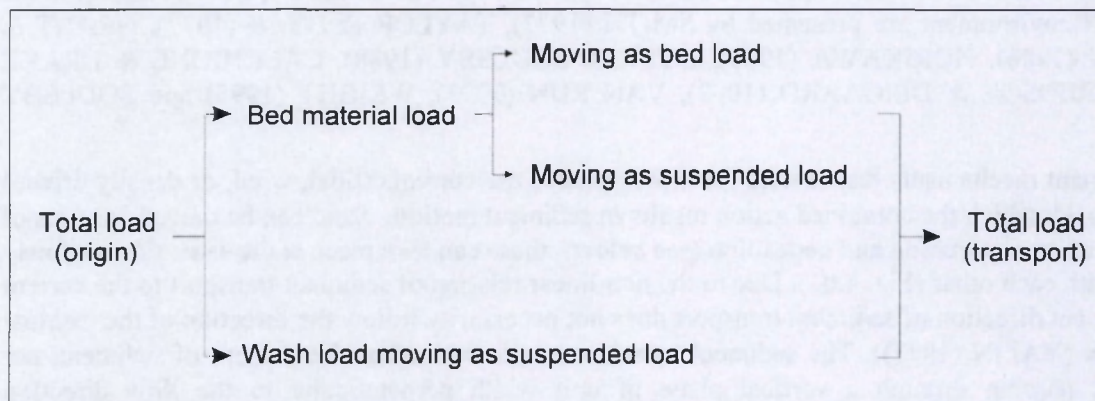 Moving as bed load
Bed material load
Moving as suspended load
Total load
(origin)
Total load
(transport)
Wash load moving as suspended load